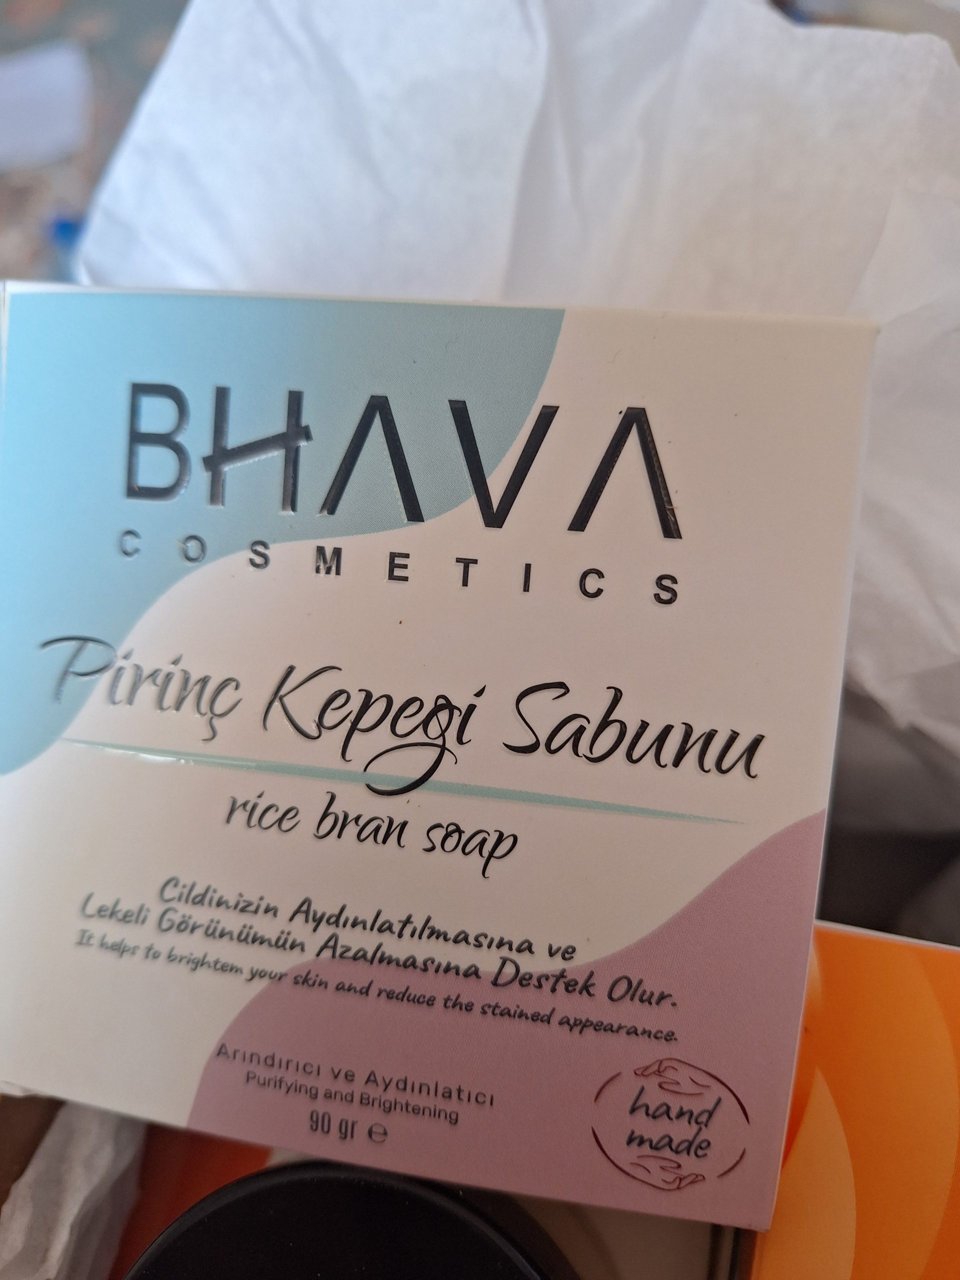 BHAVA
COSMETICS
Pirinç Kepegi Sabunu
rice bran soap
Cildinizin Aydınlatılmasına ve
Lekeli Görünümün Azalmasına Destek Olur.
It helps to brightem your skin and reduce the stained appearance.
Arındırıcı ve Aydınlatıcı
Purifying and Brightening
90 gr ℮
hand
made